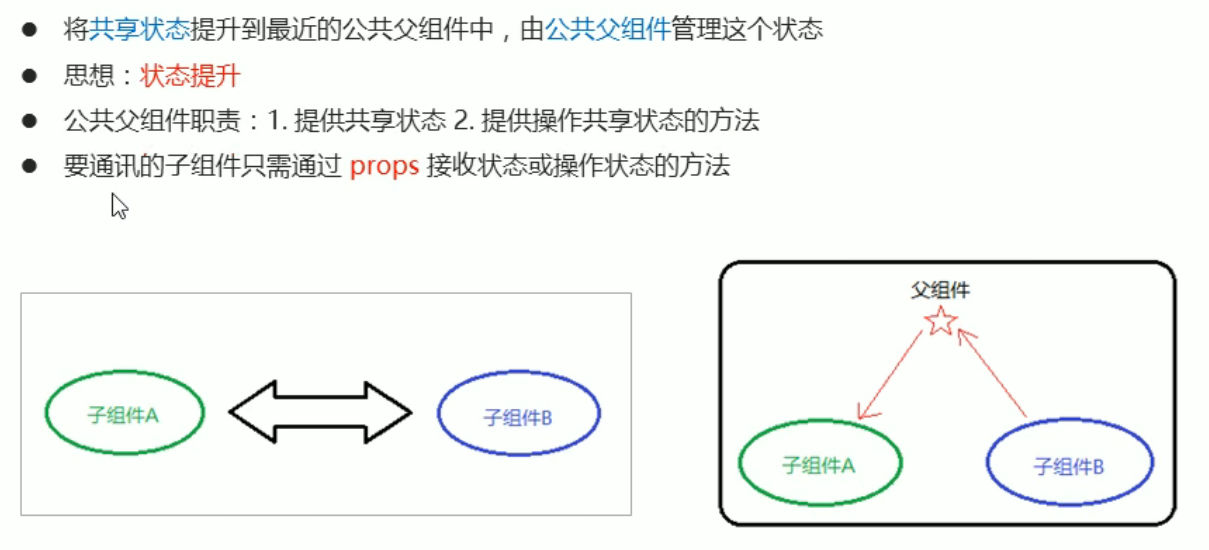 ● 将共享状态提升到最近的公共父组件中，由公共父组件管理这个状态
● 思想：状态提升
● 公共父组件职责：1. 提供共享状态 2. 提供操作共享状态的方法
● 要通讯的子组件只需通过 props 接收状态或操作状态的方法
子组件A
子组件B
父组件
子组件A
子组件B